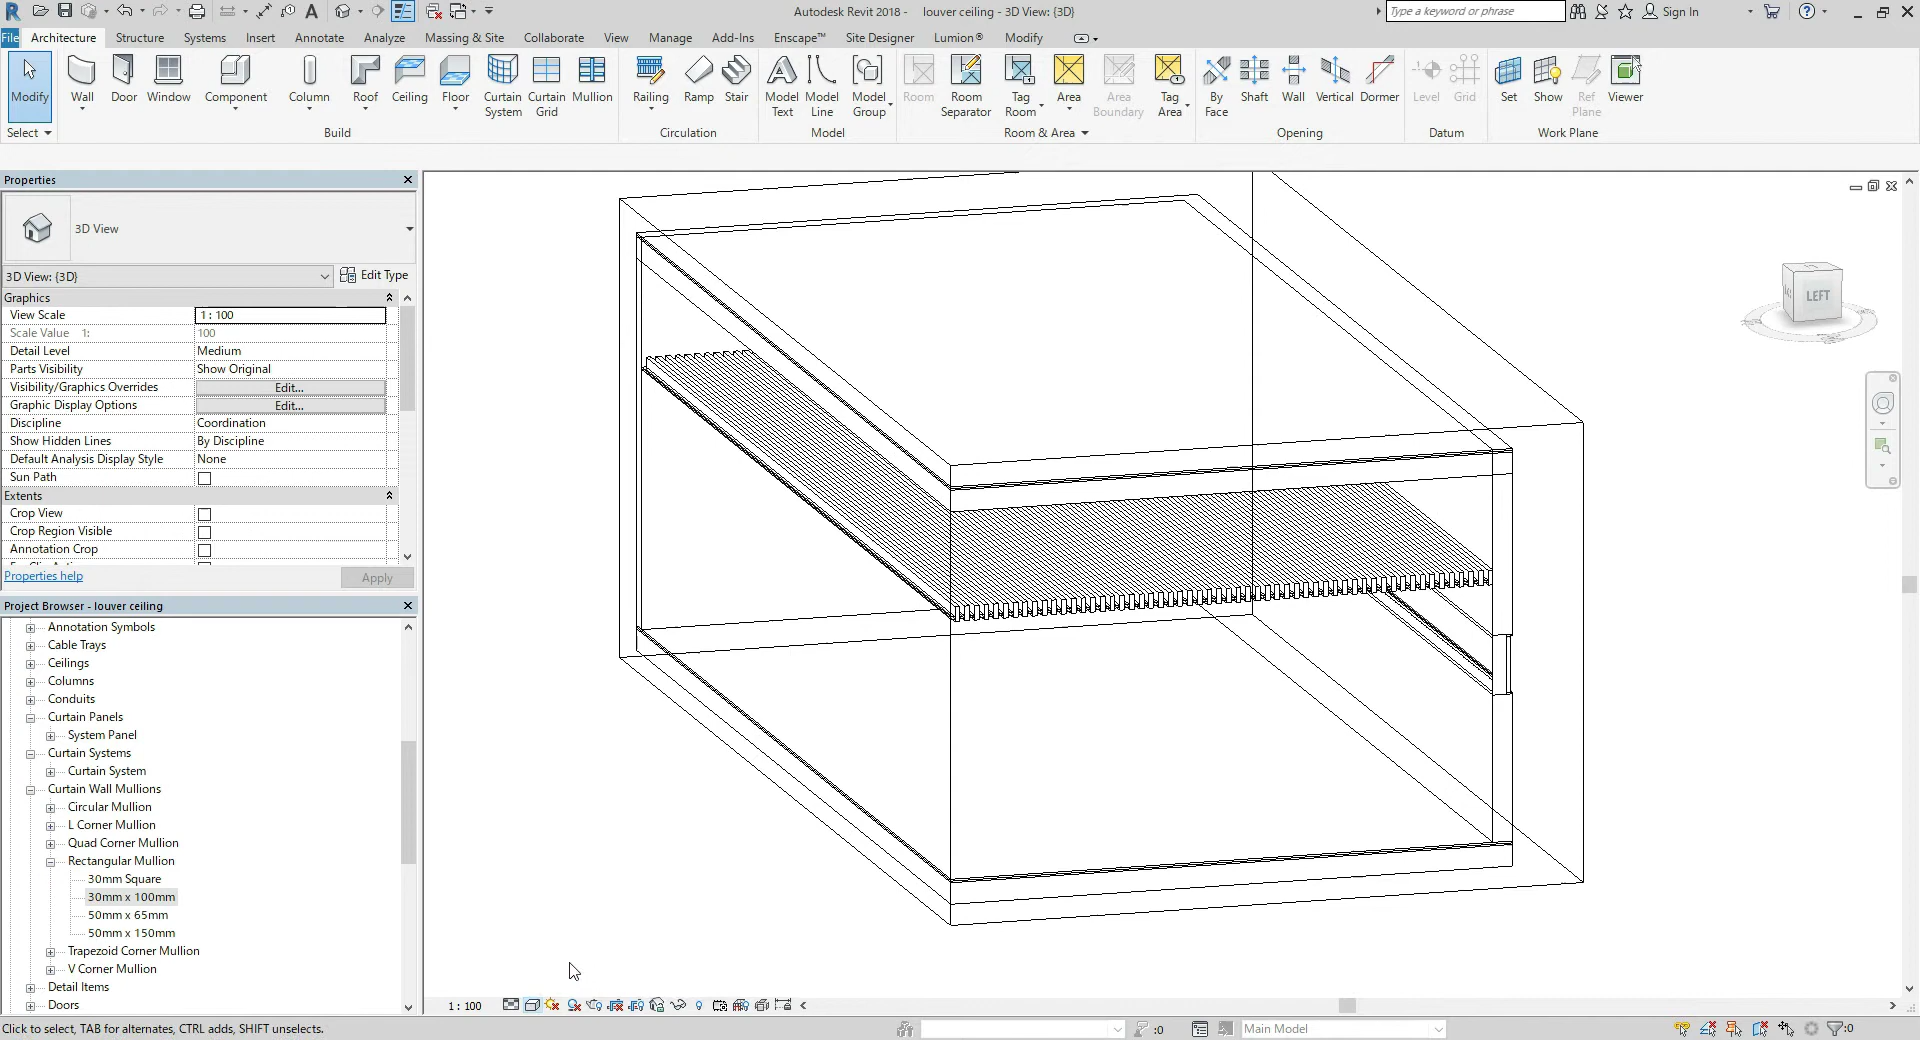 Autodesk Revit 2018 - louver ceiling - 3D View: {3D}
Type a keyword or phrase
Sign In
File Architecture Structure Systems Insert Annotate Analyze Massing & Site Collaborate View Manage Add-Ins Enscape™ Site Designer Lumion® Modify
Modify Wall Door Window Component Column Roof Ceiling Floor Curtain System Curtain Grid Mullion Railing Ramp Stair Model Text Model Line Model Group Room Room Separator Tag Room Area Area Boundary Tag Area By Face Shaft Wall Vertical Dormer Level Grid Set Show Ref Plane Viewer
Select Build Circulation Model Room & Area Opening Datum Work Plane
Properties
3D View
3D View: {3D} Edit Type
Graphics
View Scale 1 : 100
Scale Value 1: 100
Detail Level Medium
Parts Visibility Show Original
Visibility/Graphics Overrides Edit...
Graphic Display Options Edit...
Discipline Coordination
Show Hidden Lines By Discipline
Default Analysis Display Style None
Sun Path
Extents
Crop View
Crop Region Visible
Annotation Crop
Properties help Apply
Project Browser - louver ceiling
Annotation Symbols
Cable Trays
Ceilings
Columns
Conduits
Curtain Panels
System Panel
Curtain Systems
Curtain System
Curtain Wall Mullions
Circular Mullion
L Corner Mullion
Quad Corner Mullion
Rectangular Mullion
30mm Square
30mm x 100mm
50mm x 65mm
50mm x 150mm
Trapezoid Corner Mullion
V Corner Mullion
Detail Items
Doors
LEFT
1 : 100
Click to select, TAB for alternates, CTRL adds, SHIFT unselects.
:0
Main Model
:0